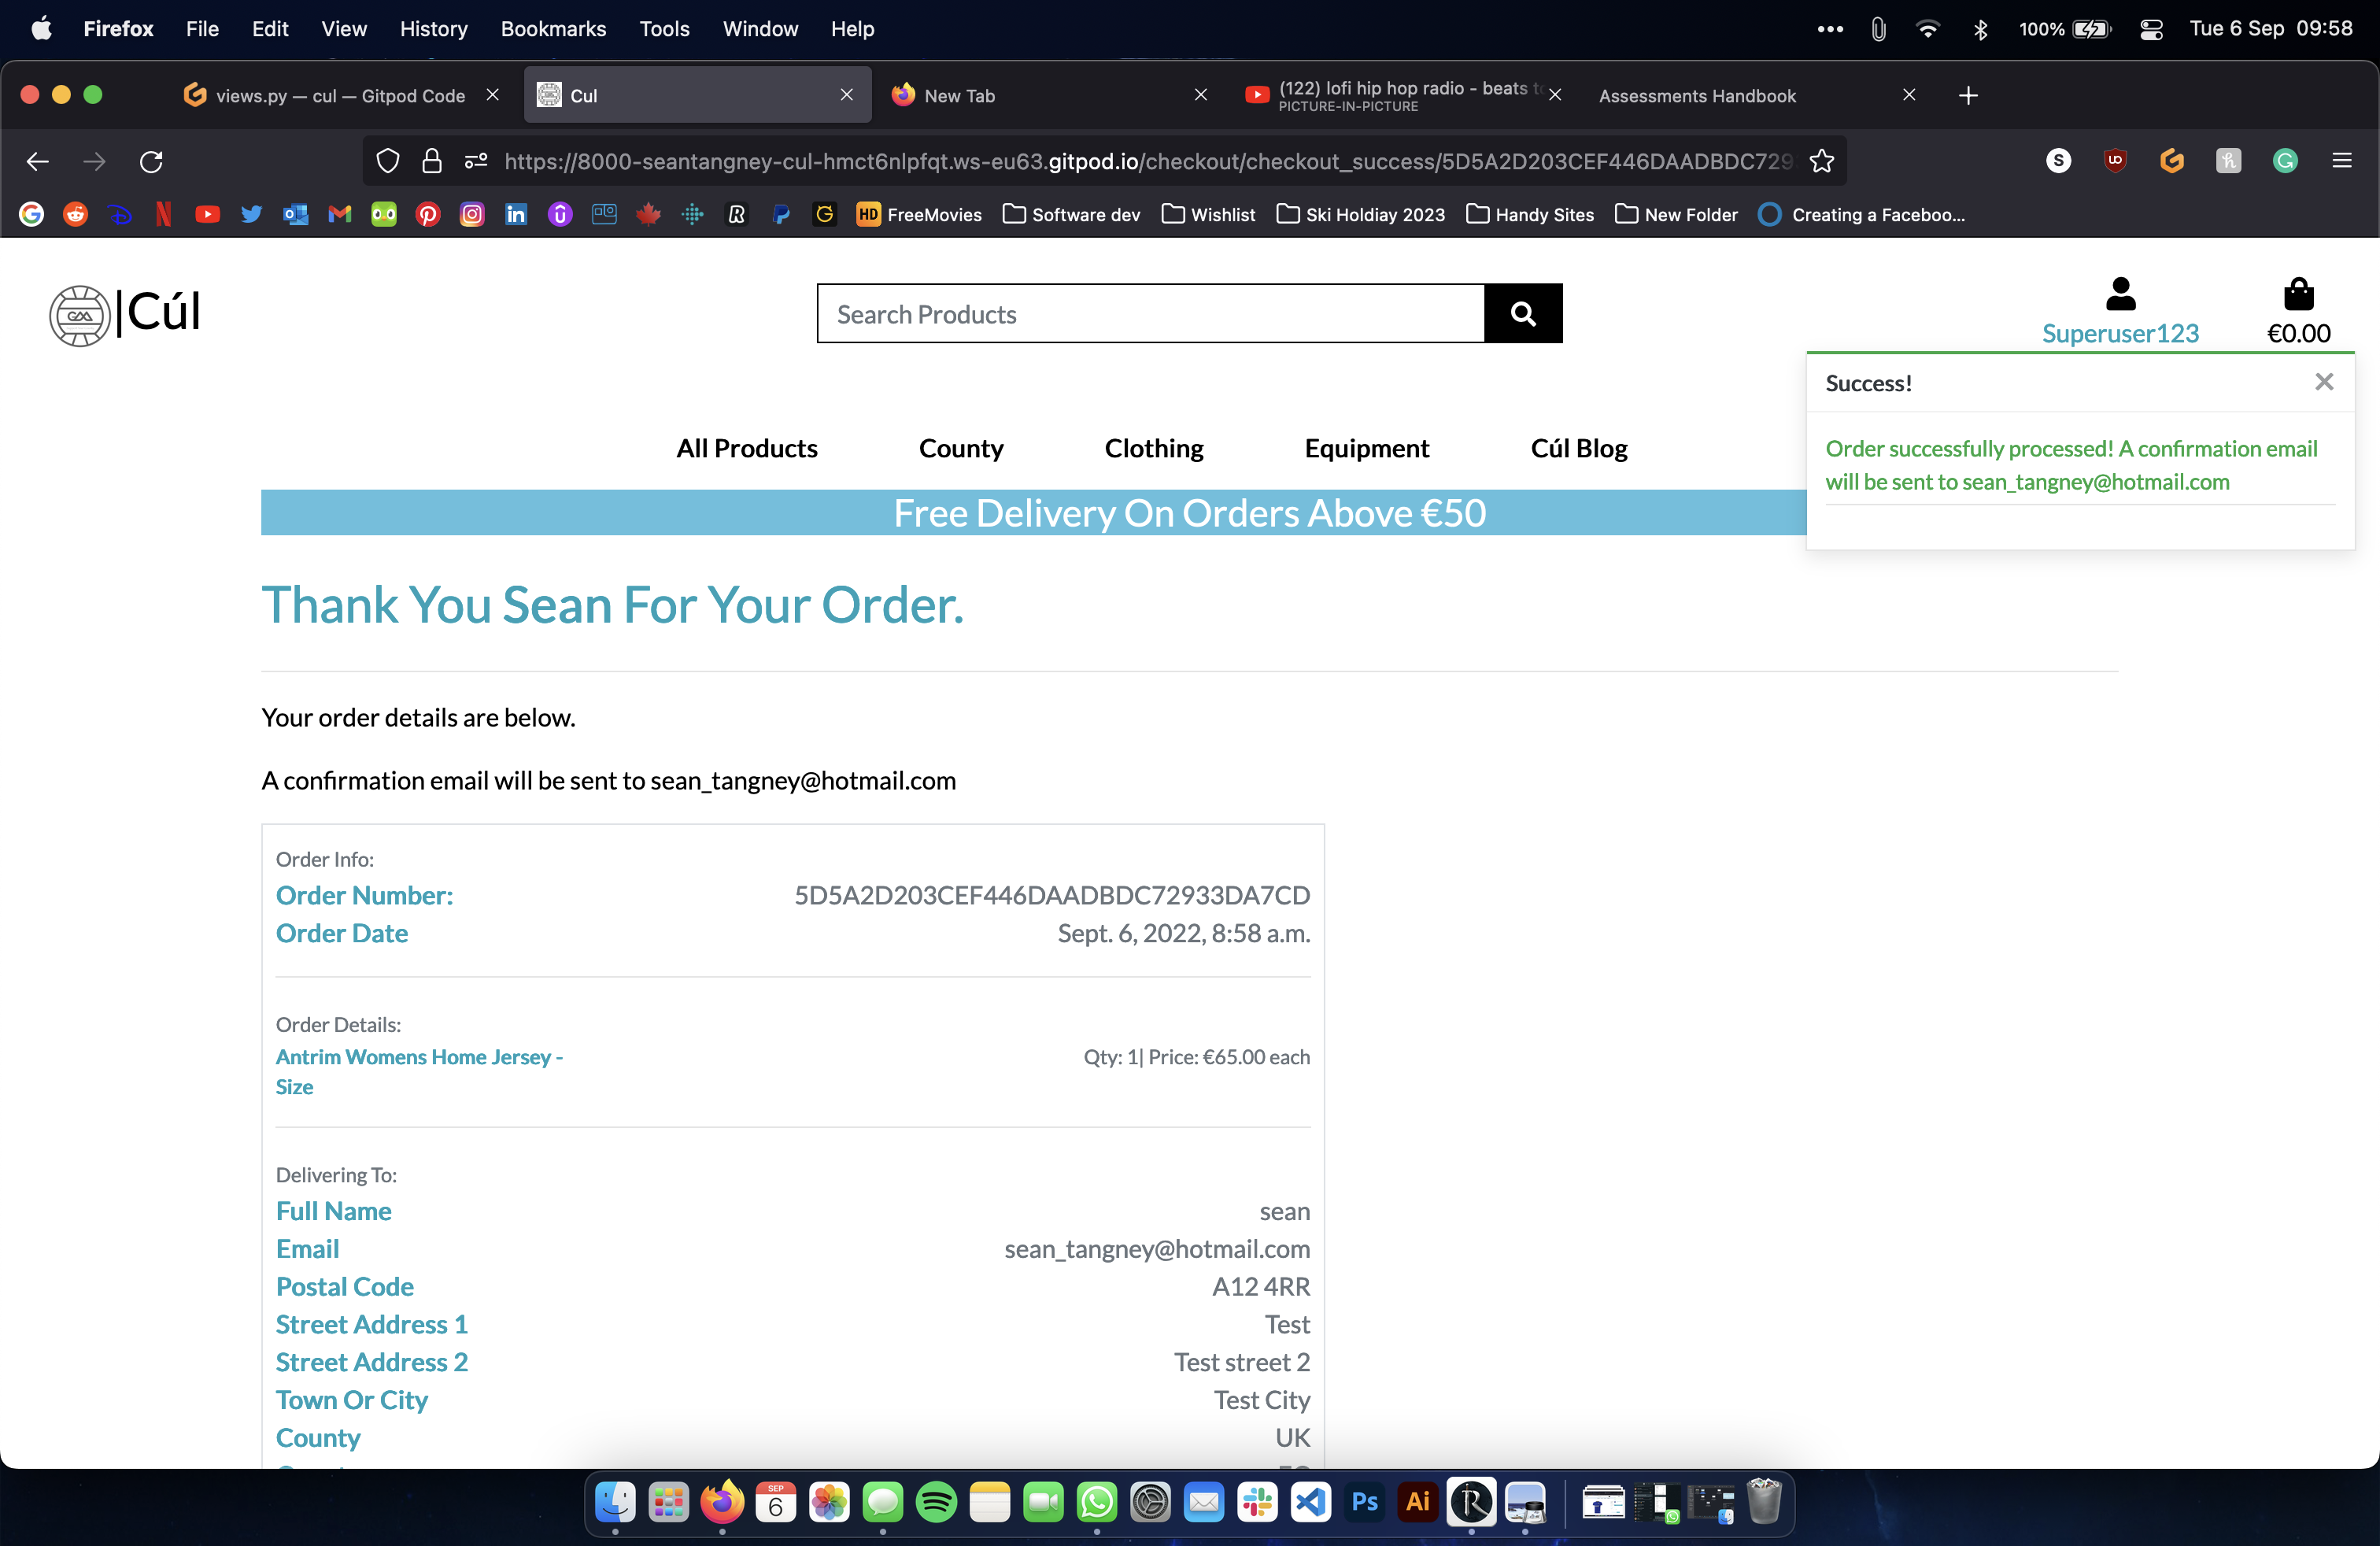 Firefox File Edit View History Bookmarks Tools Window Help 100% Tue 6 Sep 09:58
views.py — cul — Gitpod Code
Cul
New Tab
(122) lofi hip hop radio - beats to
PICTURE-IN-PICTURE
Assessments Handbook
https://8000-seantangney-cul-hmct6nlpfqt.ws-eu63.gitpod.io/checkout/checkout_success/5D5A2D203CEF446DAADBDC729
FreeMovies Software dev Wishlist Ski Holdiay 2023 Handy Sites New Folder Creating a Faceboo...
GAA |Cúl
Search Products
Superuser123
€0.00
Success!
Order successfully processed! A confirmation email
will be sent to sean_tangney@hotmail.com
All Products County Clothing Equipment Cúl Blog
Free Delivery On Orders Above €50
Thank You Sean For Your Order.
Your order details are below.
A confirmation email will be sent to sean_tangney@hotmail.com
Order Info:
Order Number: 5D5A2D203CEF446DAADBDC72933DA7CD
Order Date Sept. 6, 2022, 8:58 a.m.
Order Details:
Antrim Womens Home Jersey - Qty: 1| Price: €65.00 each
Size
Delivering To:
Full Name sean
Email sean_tangney@hotmail.com
Postal Code A12 4RR
Street Address 1 Test
Street Address 2 Test street 2
Town Or City Test City
County UK
SEP
6
Ps
Ai